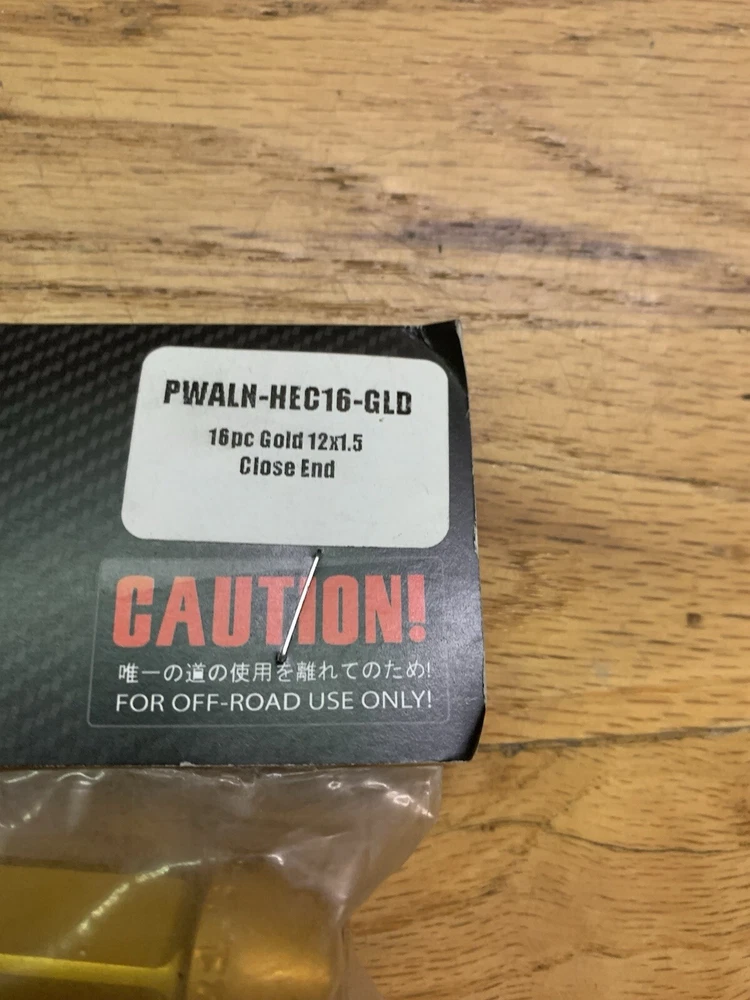 PWALN-HEC16-GLD
16pc Gold 12x1.5
Close End
CAUTION!
唯一の道の使用を離れてのため!
FOR OFF-ROAD USE ONLY!